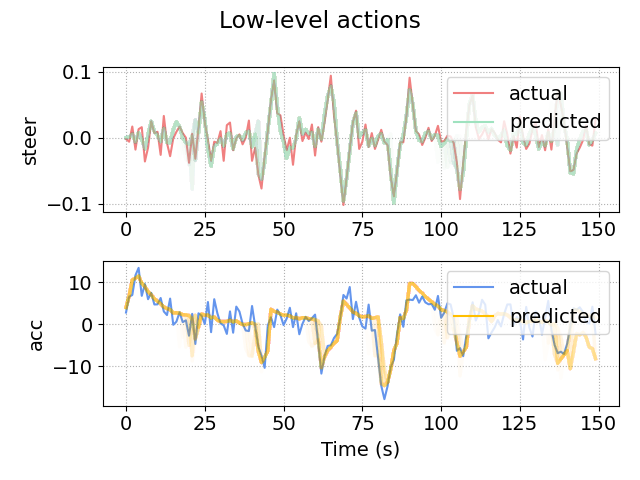 Low-level actions
0.1
0.0
−0.1
steer
actual
predicted
0 25 50 75 100 125 150
10
0
−10
acc
actual
predicted
0 25 50 75 100 125 150
Time (s)